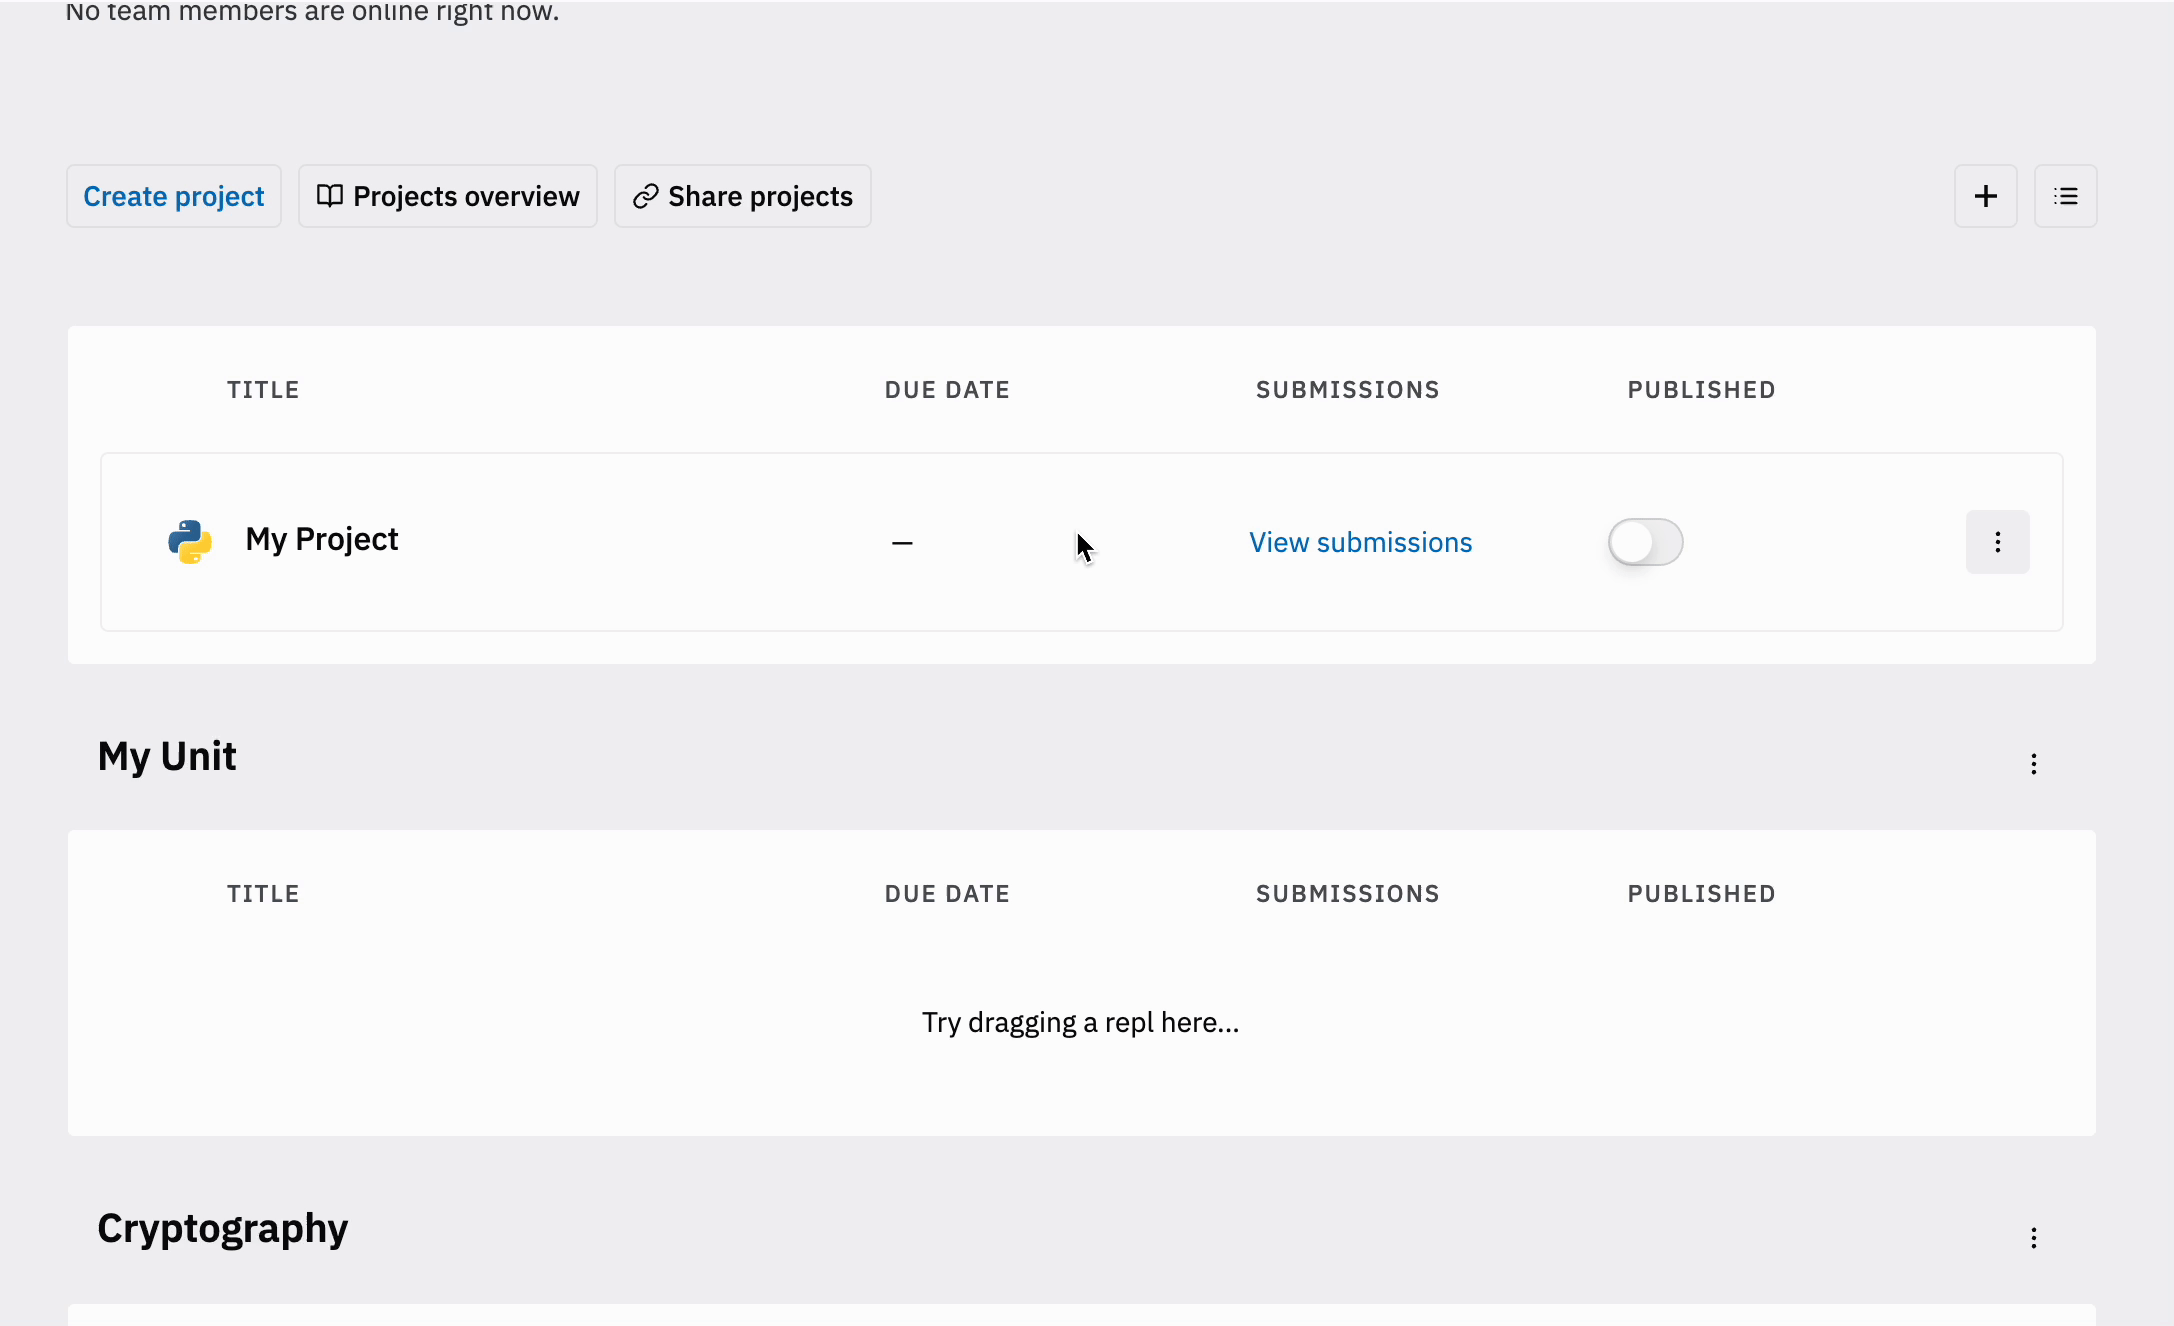 No team members are online right now.
Create project Projects overview Share projects
TITLE DUE DATE SUBMISSIONS PUBLISHED
My Project – View submissions
My Unit
TITLE DUE DATE SUBMISSIONS PUBLISHED
Try dragging a repl here...
Cryptography